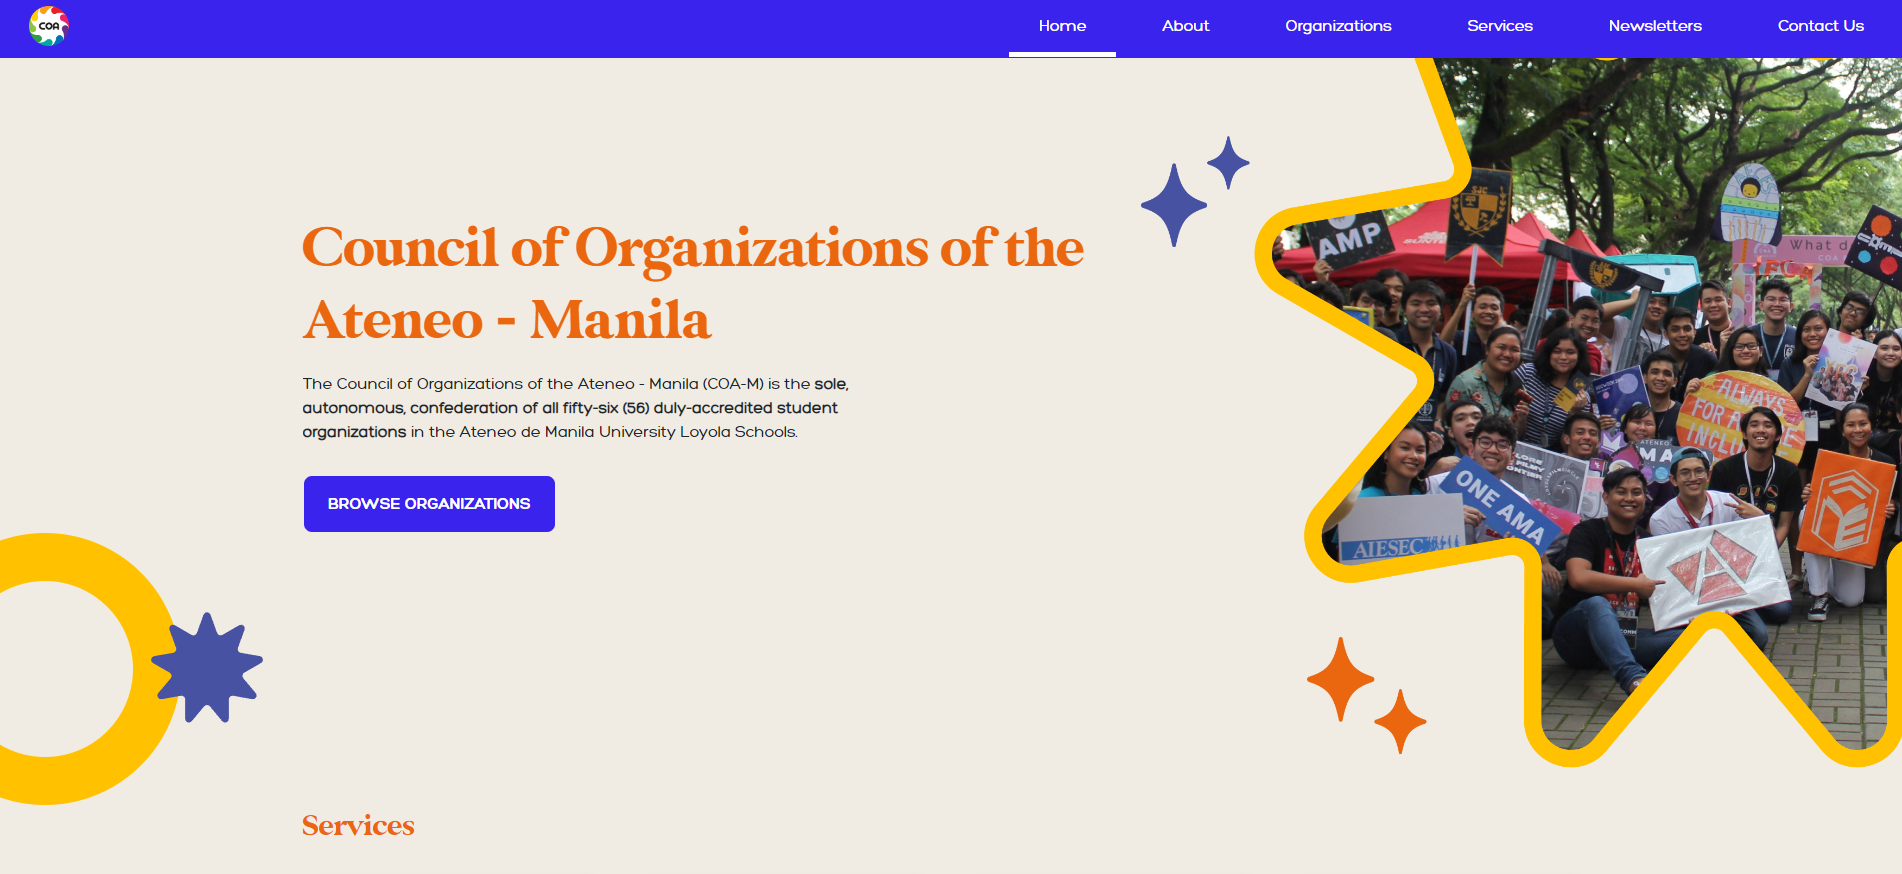 COA
Home
About
Organizations
Services
Newsletters
Contact Us
Council of Organizations of the
Ateneo - Manila
The Council of Organizations of the Ateneo - Manila (COA-M) is the sole,
autonomous, confederation of all fifty-six (56) duly-accredited student
organizations in the Ateneo de Manila University Loyola Schools.
BROWSE ORGANIZATIONS
AMP
SJC
What d
COA
ALWAYS
FOR A
INCLU
ATENEO
MA
ONE AMA
AIESEC
Services